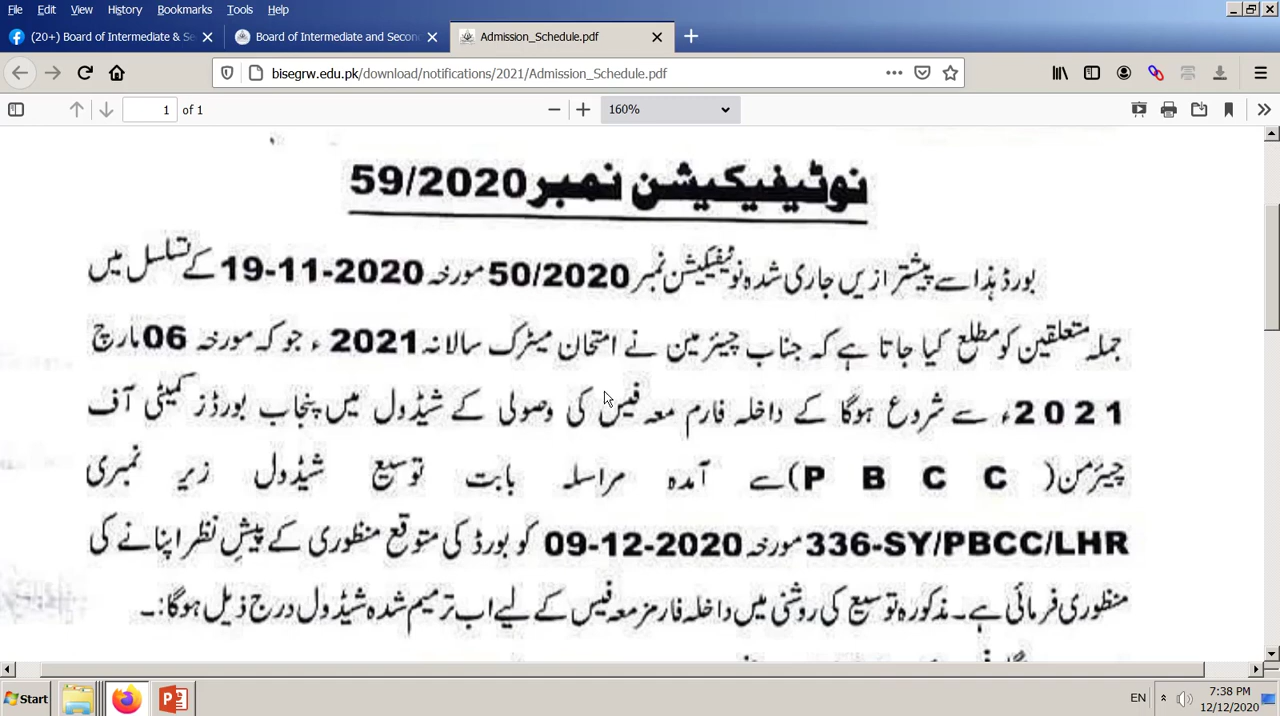 File Edit View History Bookmarks Tools Help
(20+) Board of Intermediate & Se
Board of Intermediate and Secon
Admission_Schedule.pdf
bisegrw.edu.pk/download/notifications/2021/Admission_Schedule.pdf
1 of 1
160%
نوٹیفیکیشن نمبر 59/2020
بورڈ ہٰذا سے پیشتر ازیں جاری شدہ نوٹیفیکیشن نمبر 50/2020 مورخہ 19-11-2020 کے تسلسل میں
جملہ متعلقین کو مطلع کیا جاتا ہے کہ جناب چیئرمین نے امتحان میٹرک سالانہ 2021ء جو کہ مورخہ 06 مارچ
2021ء سے شروع ہوگا کے داخلہ فارم معہ فیس کی وصولی کے شیڈول میں پنجاب بورڈز کمیٹی آف
چیئرمن (PBCC) سے آمدہ مراسلہ بابت توسیع شیڈول زیر نمبری
336-SY/PBCC/LHR مورخہ 09-12-2020 کو بورڈ کی متوقع منظوری کے پیشِ نظر اپنانے کی
منظوری فرمائی ہے۔ مذکورہ توسیع کی روشنی میں داخلہ فارمز معہ فیس کے لیے اب ترمیم شدہ شیڈول درج ذیل ہوگا:۔
Start
EN
7:38 PM
12/12/2020